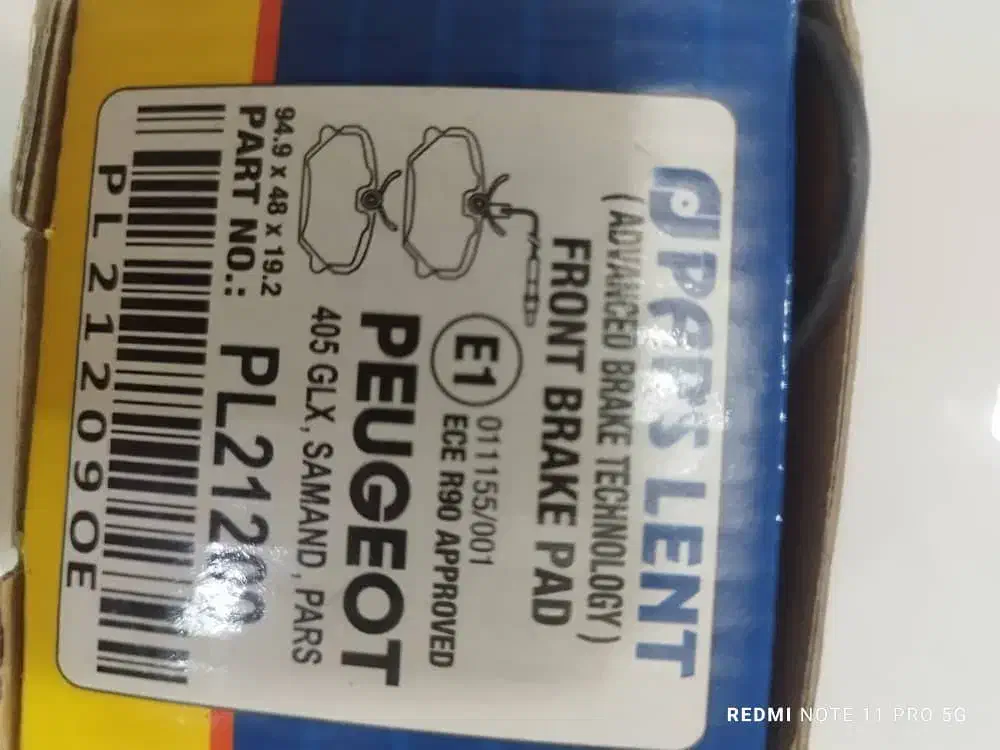 PARS LENT
( ADVANCED BRAKE TECHNOLOGY )
FRONT BRAKE PAD
E1 011155/001
ECE R90 APPROVED
PEUGEOT
405 GLX, SAMAND, PARS
94.9 x 48 x 19.2
PART NO.:
PL21209OE
REDMI NOTE 11 PRO 5G